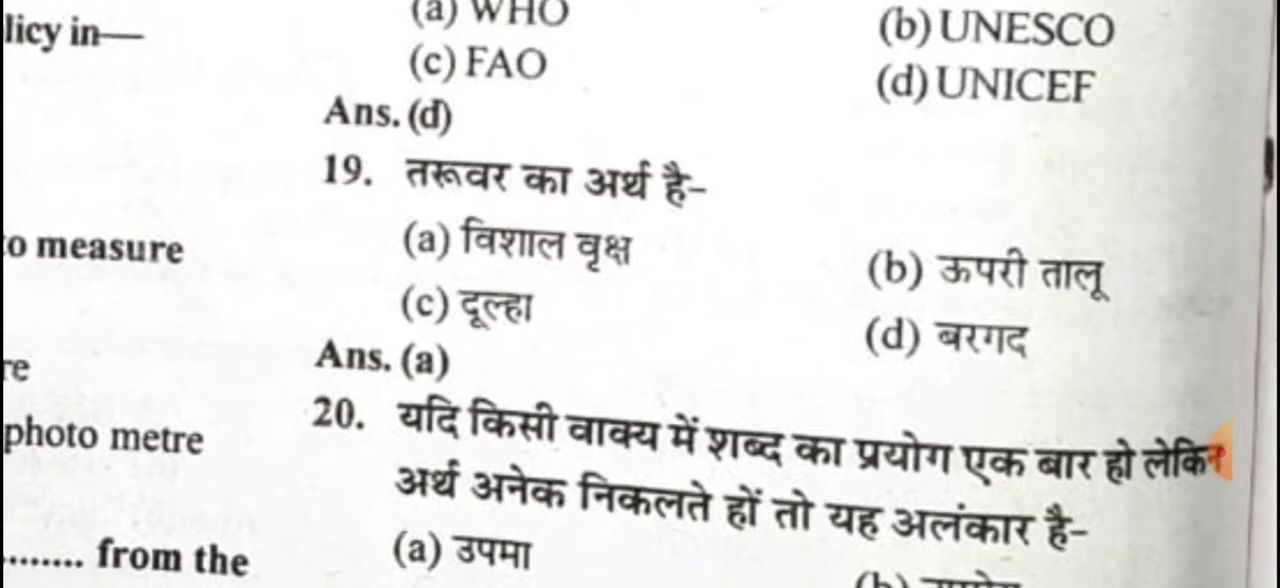 licy in—
o measure
re
photo metre
......... from the
(a) WHO
(b) UNESCO
(c) FAO
(d) UNICEF
Ans. (d)
19. तरूवर का अर्थ है-
(a) विशाल वृक्ष
(b) ऊपरी तालू
(c) दूल्हा
(d) बरगद
Ans. (a)
20. यदि किसी वाक्य में शब्द का प्रयोग एक बार हो लेकिन
अर्थ अनेक निकलते हों तो यह अलंकार है-
(a) उपमा
(b)